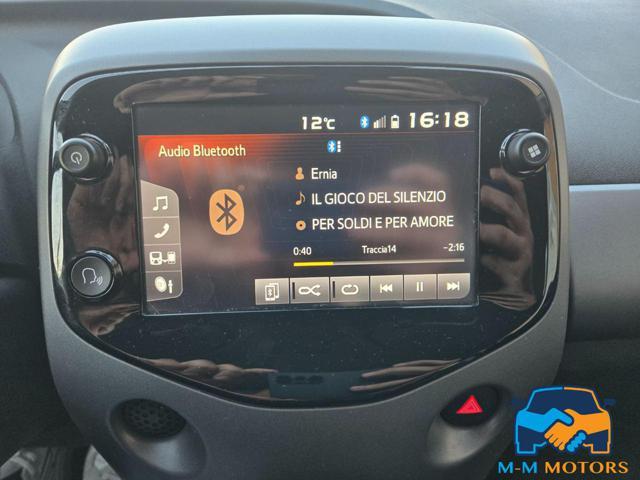 12°C 16:18
Audio Bluetooth
Ernia
IL GIOCO DEL SILENZIO
PER SOLDI E PER AMORE
0:40 Traccia14 -2:16
M-M MOTORS